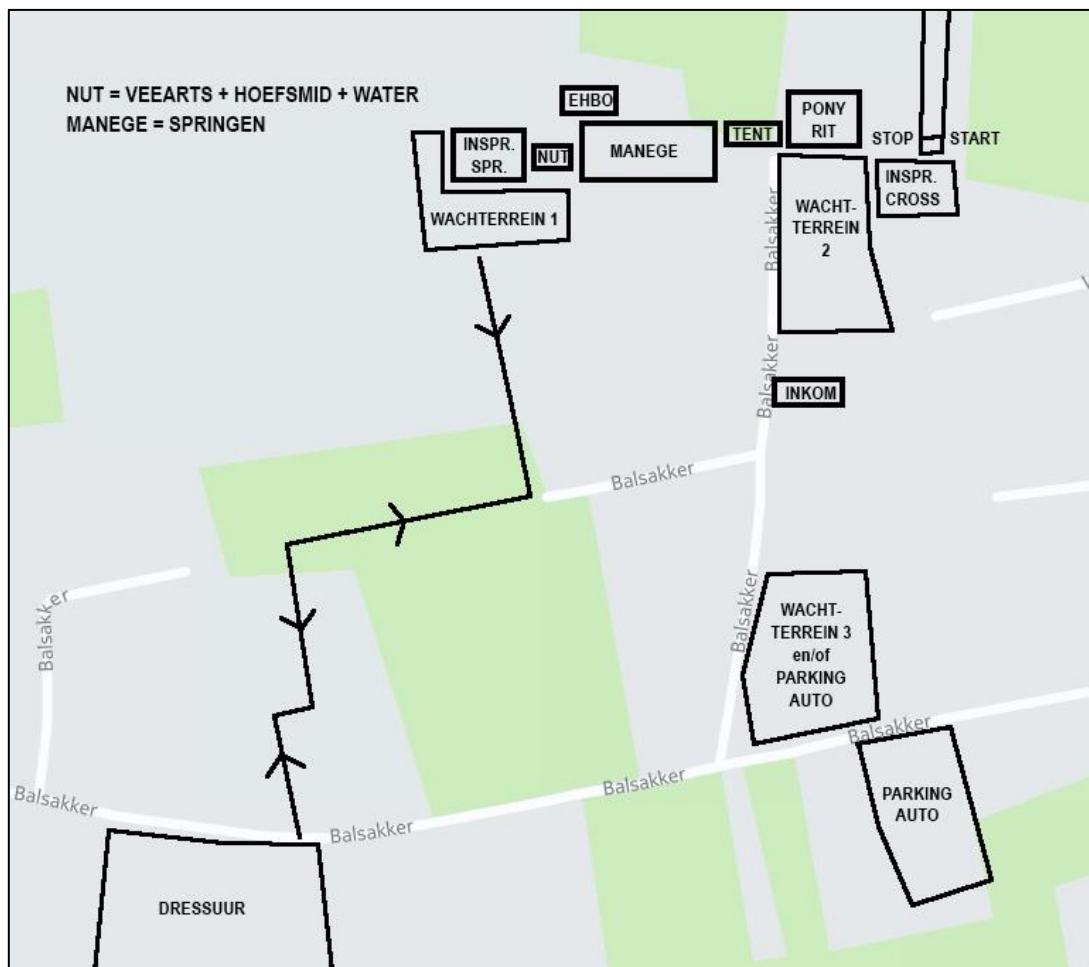 NUT = VEEARTS + HOEFSMID + WATER
MANEGE = SPRINGEN
EHBO
INSPR.
SPR.
NUT
MANEGE
TENT
PONY
RIT
STOP
START
INSPR.
CROSS
WACHTERREIN 1
WACHT-
TERREIN
2
Balsakker
Balsakker
Balsakker
INKOM
Balsakker
Balsakker
Balsakker
Balsakker
WACHT-
TERREIN 3
en/of
PARKING
AUTO
Balsakker
Balsakker
Balsakker
Balsakker
PARKING
AUTO
DRESSUUR